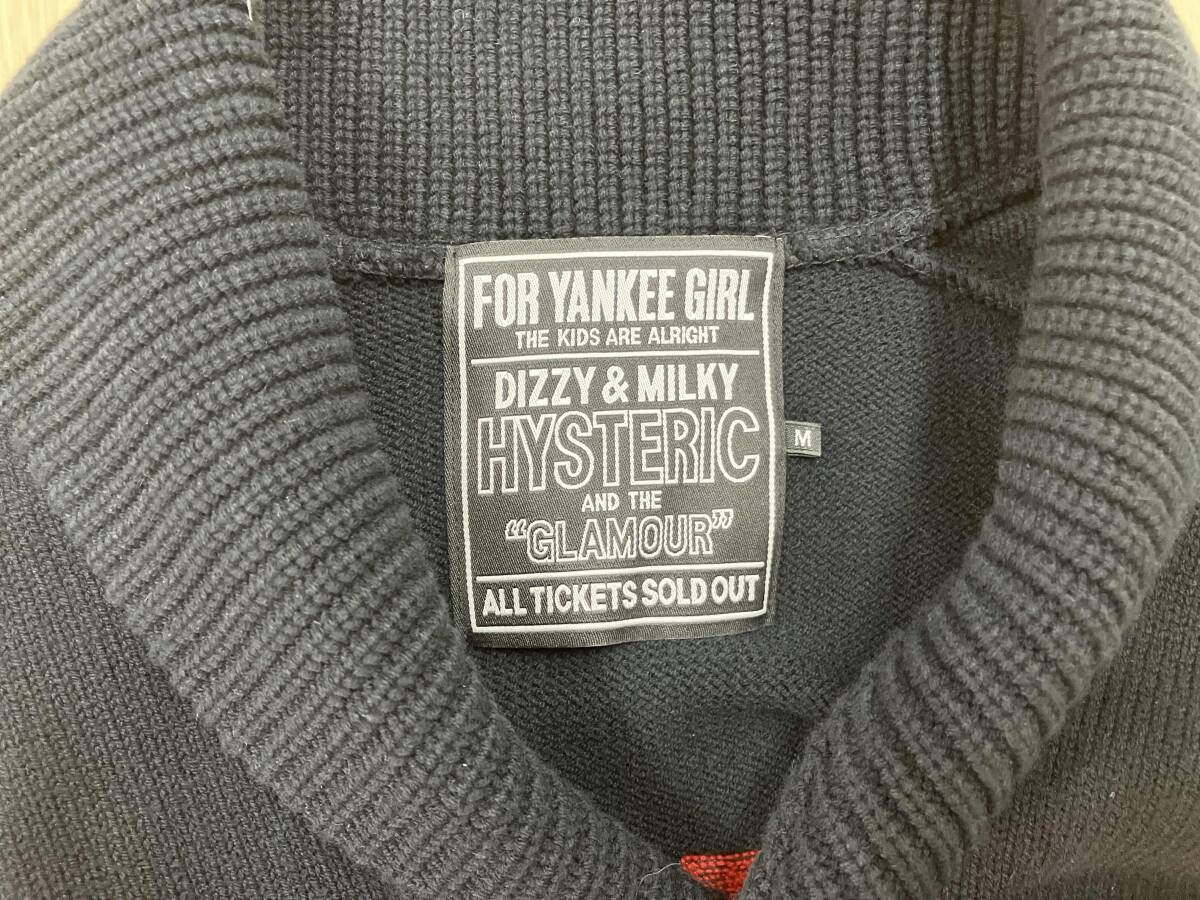 FOR YANKEE GIRL
THE KIDS ARE ALRIGHT
DIZZY & MILKY
HYSTERIC
AND THE
“GLAMOUR”
ALL TICKETS SOLD OUT
M